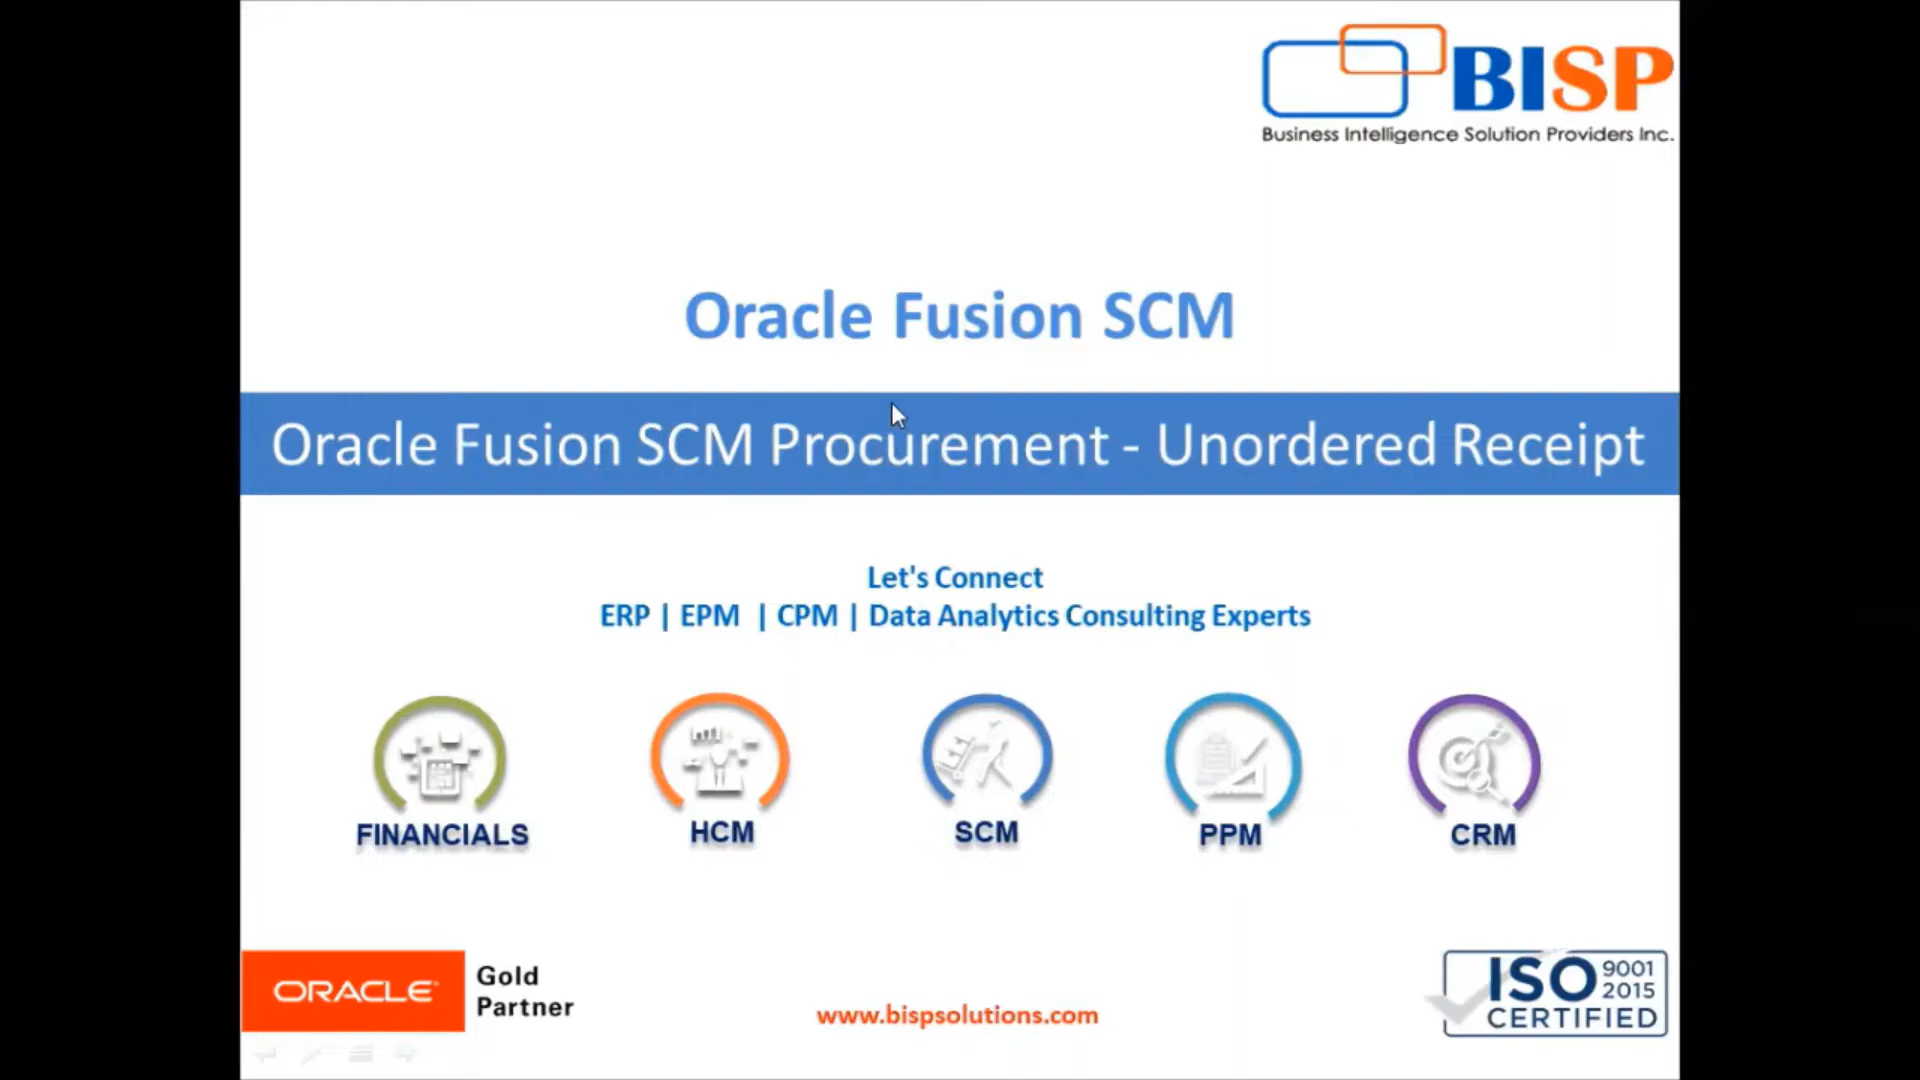 BISP
Business Intelligence Solution Providers Inc.
Oracle Fusion SCM
Oracle Fusion SCM Procurement - Unordered Receipt
Let's Connect
ERP | EPM | CPM | Data Analytics Consulting Experts
FINANCIALS
HCM
SCM
PPM
CRM
ORACLE
Gold
Partner
www.bispsolutions.com
ISO 9001
2015
CERTIFIED